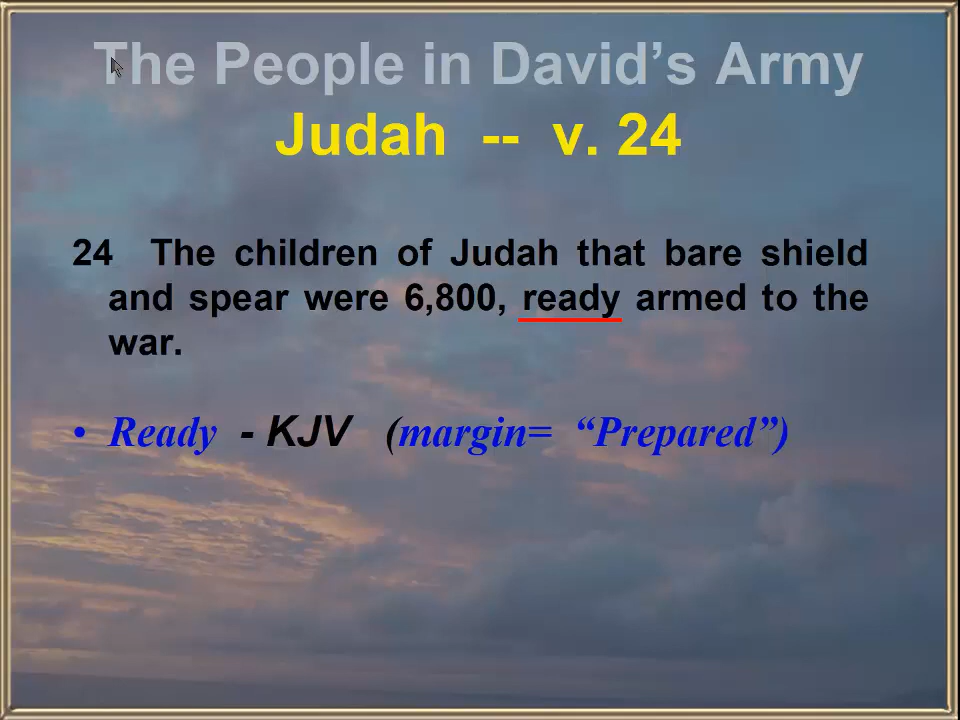 The People in David’s Army
Judah -- v. 24
24 The children of Judah that bare shield
and spear were 6,800, ready armed to the
war.
• Ready - KJV (margin= “Prepared”)